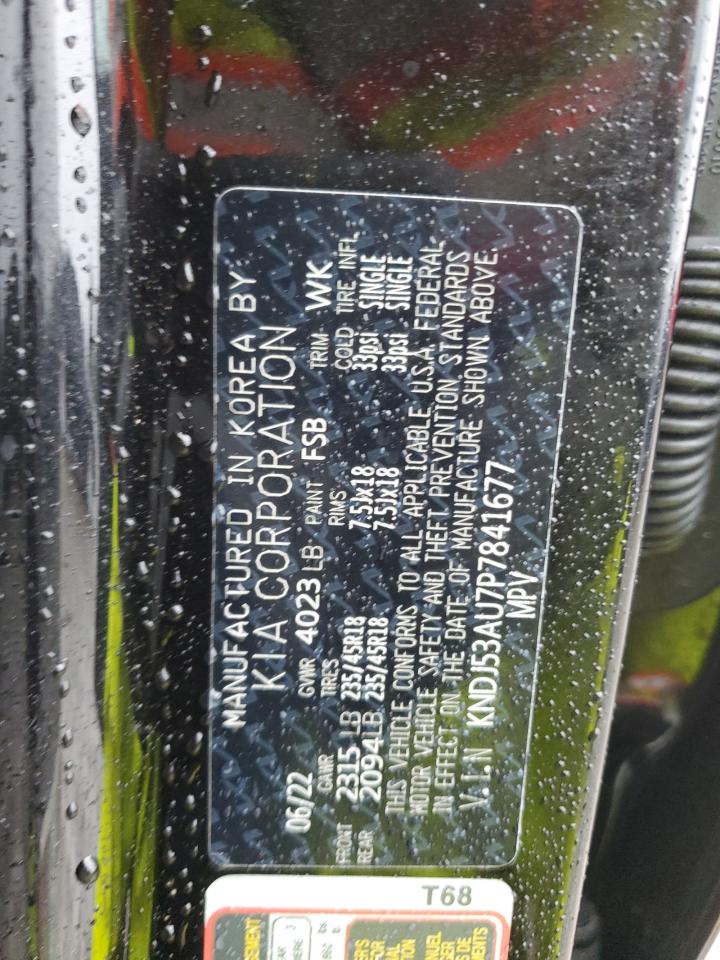 MANUFACTURED IN KOREA BY
KIA CORPORATION
06/22 GVWR 4023 LB PAINT FSB TRIM WK
GAWR TIRES RIMS COLD TIRE INFL
FRONT 2315 LB 235/45R18 7.5Jx18 33psi SINGLE
REAR 2094LB 235/45R18 7.5Jx18 33psi SINGLE
THIS VEHICLE CONFORMS TO ALL APPLICABLE U.S.A. FEDERAL
MOTOR VEHICLE SAFETY AND THEFT PREVENTION STANDARDS
IN EFFECT ON THE DATE OF MANUFACTURE SHOWN ABOVE.
V.I.N KNDJ53AU7P7841677
MPV
T68